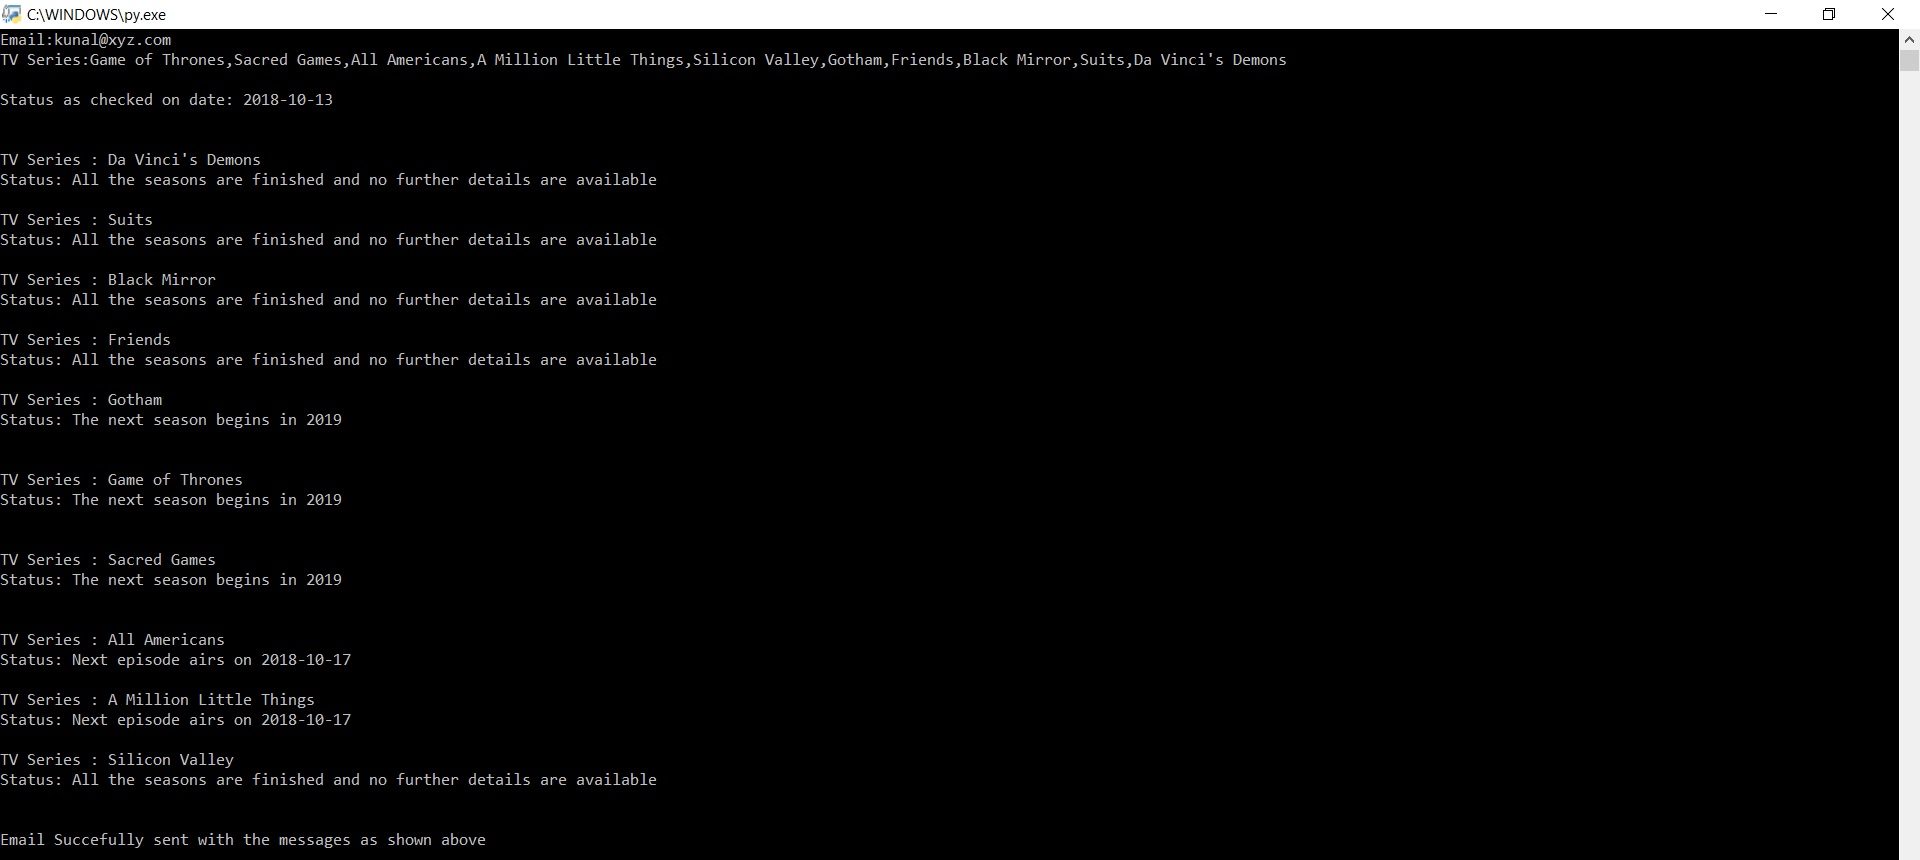 C:\WINDOWS\py.exe
Email:kunal@xyz.com
TV Series:Game of Thrones,Sacred Games,All Americans,A Million Little Things,Silicon Valley,Gotham,Friends,Black Mirror,Suits,Da Vinci's Demons
Status as checked on date: 2018-10-13
TV Series : Da Vinci's Demons
Status: All the seasons are finished and no further details are available
TV Series : Suits
Status: All the seasons are finished and no further details are available
TV Series : Black Mirror
Status: All the seasons are finished and no further details are available
TV Series : Friends
Status: All the seasons are finished and no further details are available
TV Series : Gotham
Status: The next season begins in 2019
TV Series : Game of Thrones
Status: The next season begins in 2019
TV Series : Sacred Games
Status: The next season begins in 2019
TV Series : All Americans
Status: Next episode airs on 2018-10-17
TV Series : A Million Little Things
Status: Next episode airs on 2018-10-17
TV Series : Silicon Valley
Status: All the seasons are finished and no further details are available
Email Succefully sent with the messages as shown above